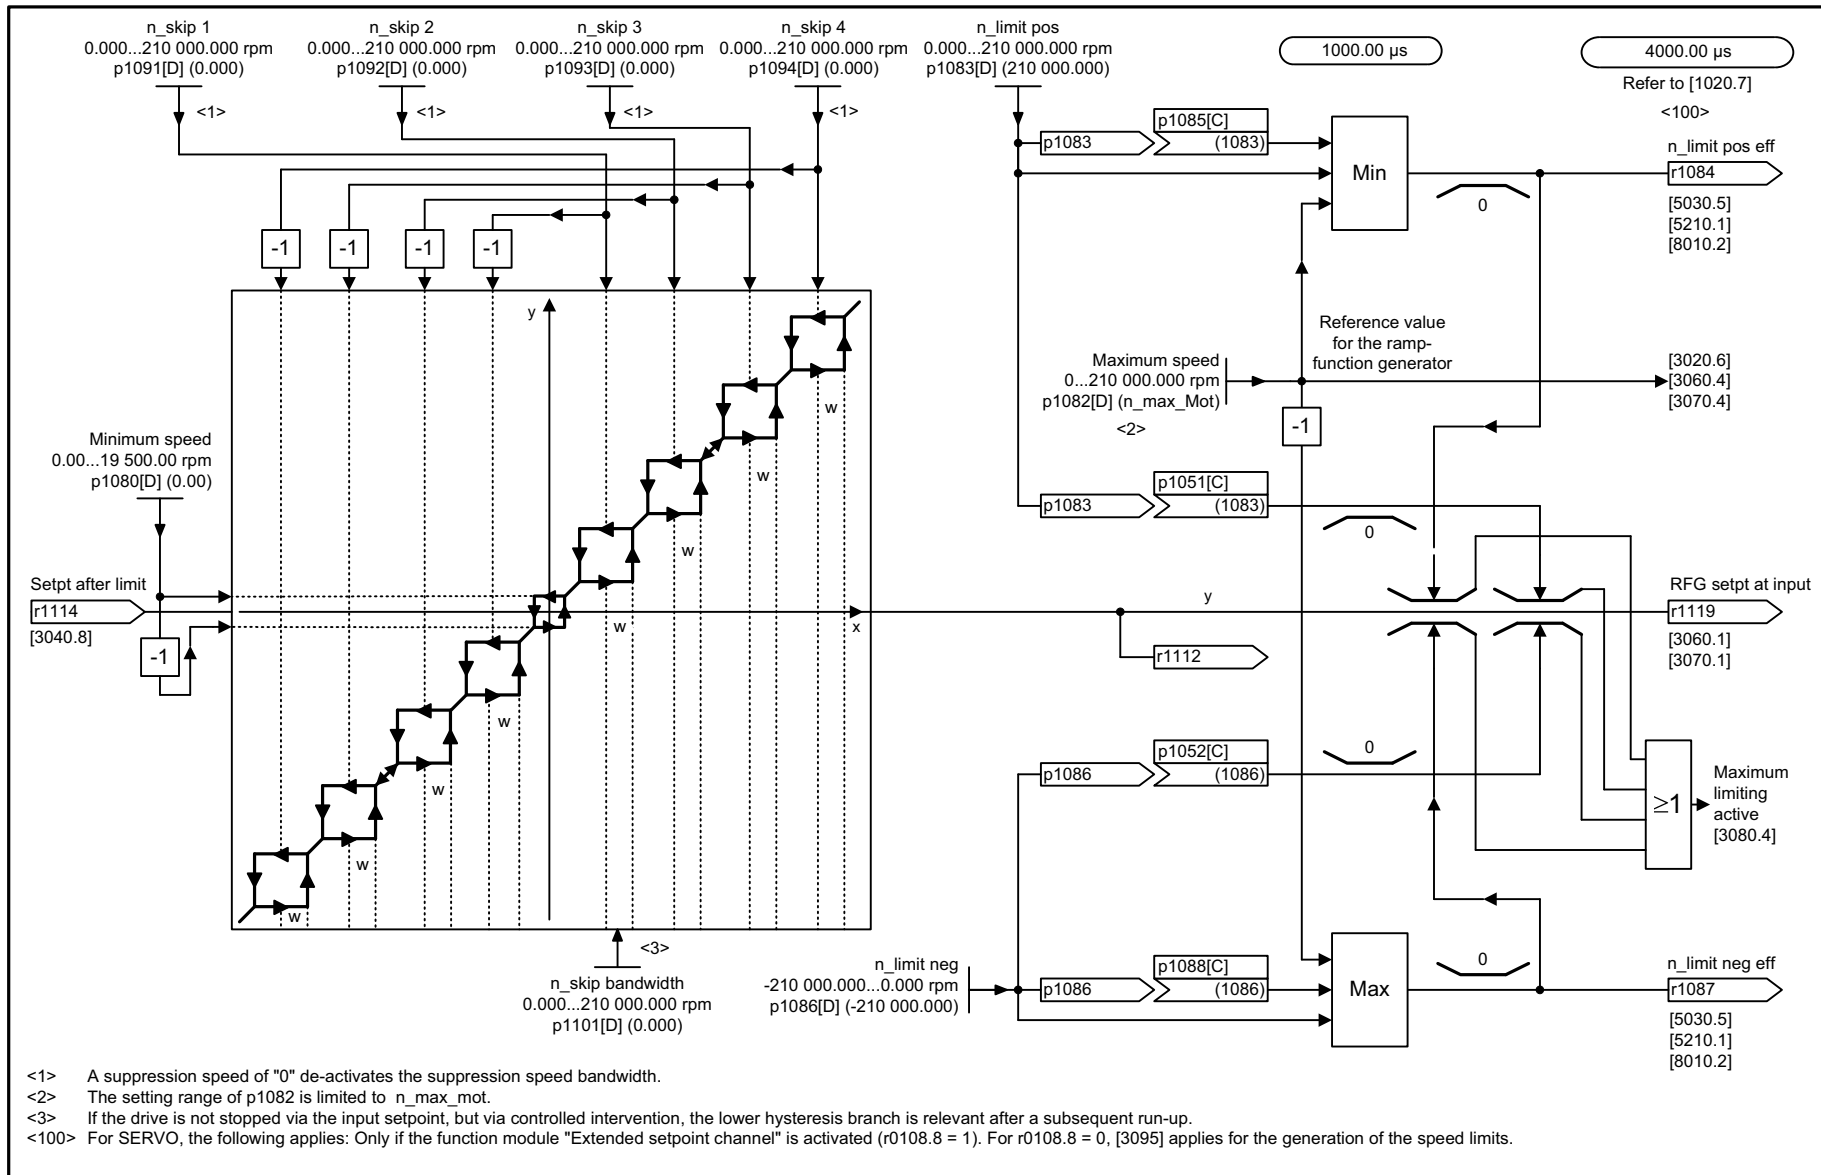 n_skip 1
0.000...210 000.000 rpm
p1091[D] (0.000)
<1>
n_skip 2
0.000...210 000.000 rpm
p1092[D] (0.000)
<1>
n_skip 3
0.000...210 000.000 rpm
p1093[D] (0.000)
<1>
n_skip 4
0.000...210 000.000 rpm
p1094[D] (0.000)
<1>
n_limit pos
0.000...210 000.000 rpm
p1083[D] (210 000.000)
1000.00 µs
4000.00 µs
Refer to [1020.7]
<100>
p1083
p1085[C]
(1083)
Min
0
n_limit pos eff
r1084
[5030.5]
[5210.1]
[8010.2]
-1
-1
-1
-1
y
Reference value
for the ramp-
function generator
Maximum speed
0...210 000.000 rpm
p1082[D] (n_max_Mot)
<2>
[3020.6]
[3060.4]
[3070.4]
-1
w
w
w
w
w
w
w
w
Minimum speed
0.00...19 500.00 rpm
p1080[D] (0.00)
p1083
p1051[C]
(1083)
0
Setpt after limit
r1114
[3040.8]
-1
x
y
r1112
RFG setpt at input
r1119
[3060.1]
[3070.1]
p1086
p1052[C]
(1086)
0
≥1
Maximum
limiting
active
[3080.4]
<3>
n_skip bandwidth
0.000...210 000.000 rpm
p1101[D] (0.000)
n_limit neg
-210 000.000...0.000 rpm
p1086[D] (-210 000.000)
p1086
p1088[C]
(1086)
Max
0
n_limit neg eff
r1087
[5030.5]
[5210.1]
[8010.2]
<1> A suppression speed of "0" de-activates the suppression speed bandwidth.
<2> The setting range of p1082 is limited to n_max_mot.
<3> If the drive is not stopped via the input setpoint, but via controlled intervention, the lower hysteresis branch is relevant after a subsequent run-up.
<100> For SERVO, the following applies: Only if the function module "Extended setpoint channel" is activated (r0108.8 = 1). For r0108.8 = 0, [3095] applies for the generation of the speed limits.